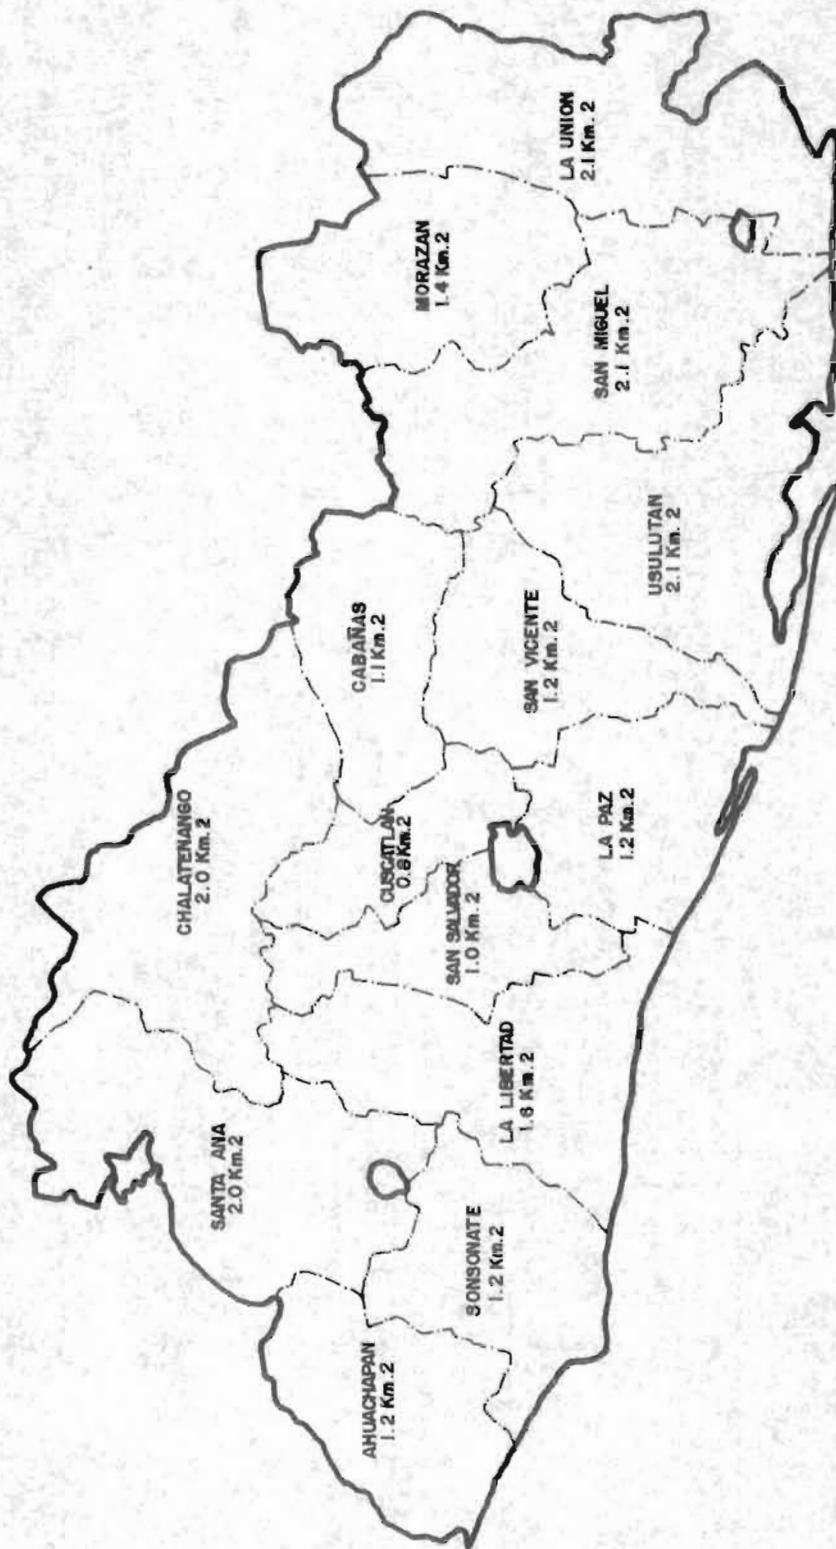 AHUACHAPAN
1.2 Km.2
SANTA ANA
2.0 Km.2
SONSONATE
1.2 Km.2
CHALATENANGO
2.0 Km.2
LA LIBERTAD
1.6 Km.2
SAN SALVADOR
1.0 Km.2
CUSCATLAN
0.8 Km.2
CABAÑAS
1.1 Km.2
LA PAZ
1.2 Km.2
SAN VICENTE
1.2 Km.2
USULUTAN
2.1 Km.2
SAN MIGUEL
2.1 Km.2
MORAZAN
1.4 Km.2
LA UNION
2.1 Km.2